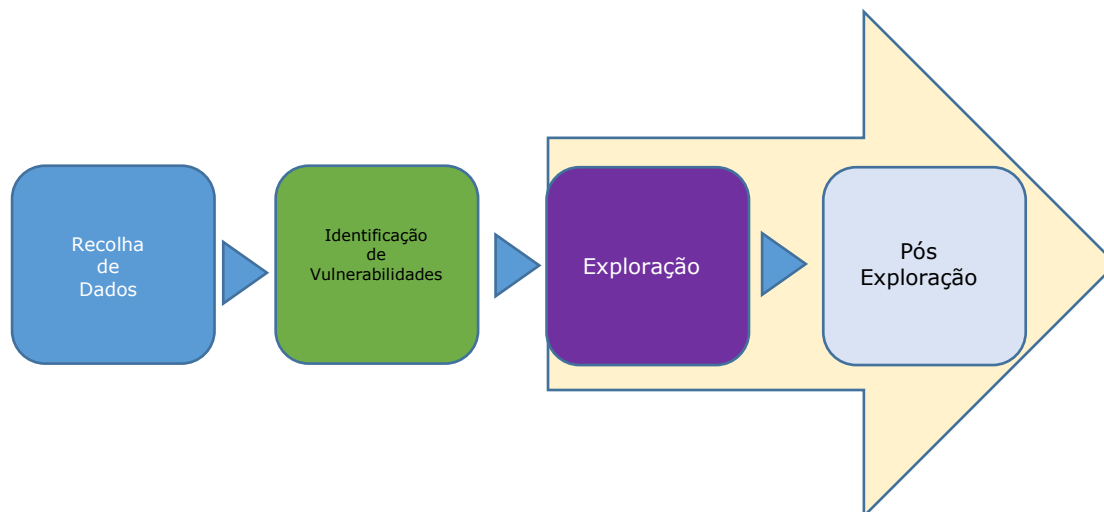 Recolha
de
Dados
Identificação
de
Vulnerabilidades
Exploração
Pós
Exploração